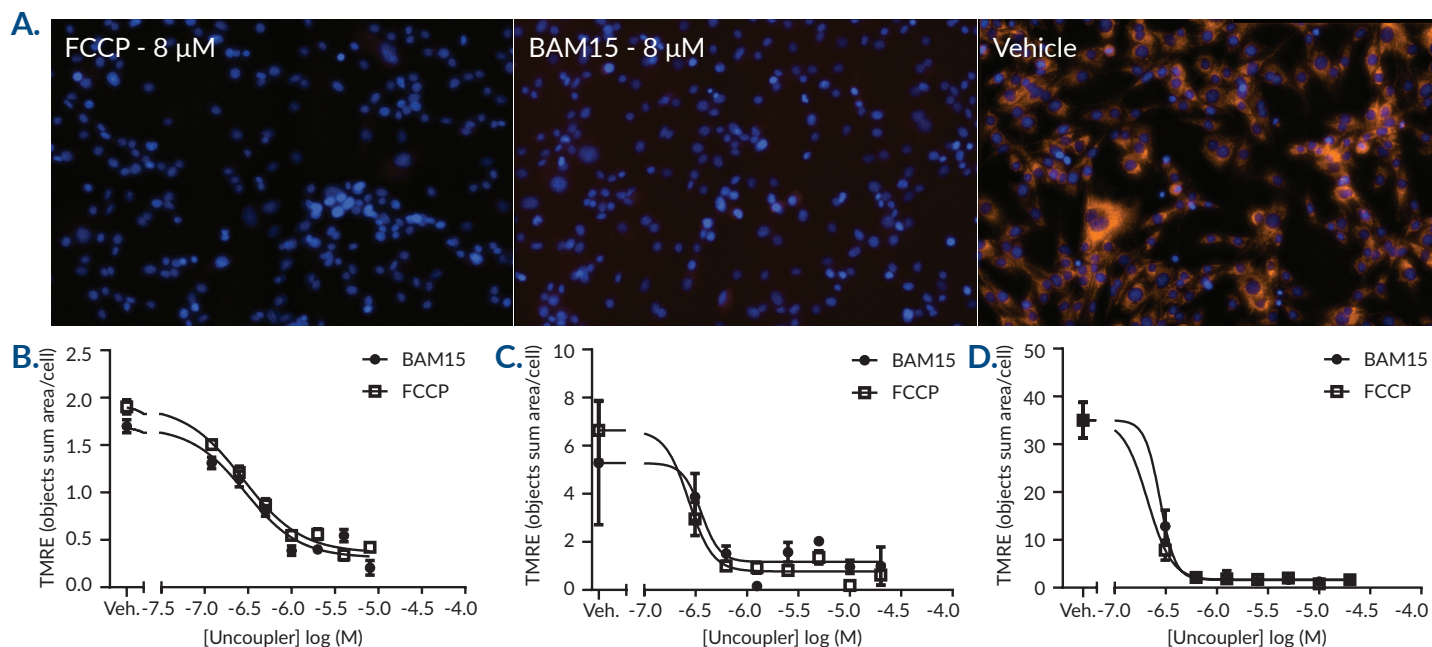 A.
FCCP - 8 µM
BAM15 - 8 µM
Vehicle
B.
TMRE (objects sum area/cell)
2.5
2.0
1.5
1.0
0.5
0.0
BAM15
FCCP
Veh.
-7.5
-7.0
-6.5
-6.0
-5.5
-5.0
-4.5
-4.0
[Uncoupler] log (M)
C.
TMRE (objects sum area/cell)
10
8
6
4
2
0
BAM15
FCCP
Veh.
-7.0
-6.5
-6.0
-5.5
-5.0
-4.5
-4.0
[Uncoupler] log (M)
D.
TMRE (objects sum area/cell)
50
40
30
20
10
0
BAM15
FCCP
Veh.
-7.0
-6.5
-6.0
-5.5
-5.0
-4.5
-4.0
[Uncoupler] log (M)